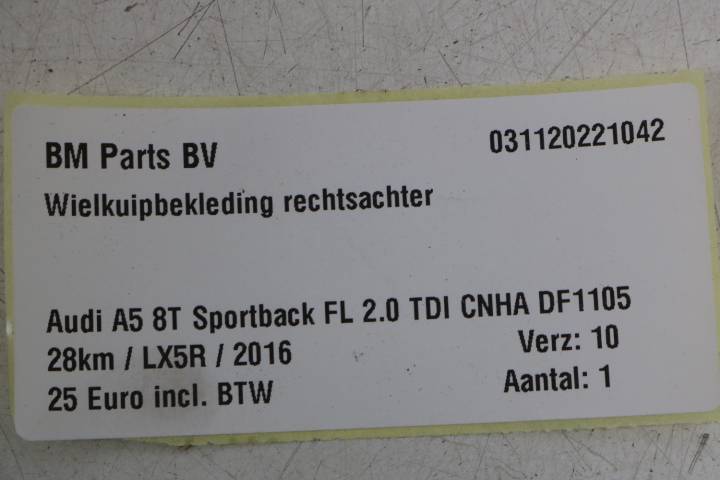 BM Parts BV 031120221042
Wielkuipbekleding rechtsachter
Audi A5 8T Sportback FL 2.0 TDI CNHA DF1105
28km / LX5R / 2016 Verz: 10
25 Euro incl. BTW Aantal: 1